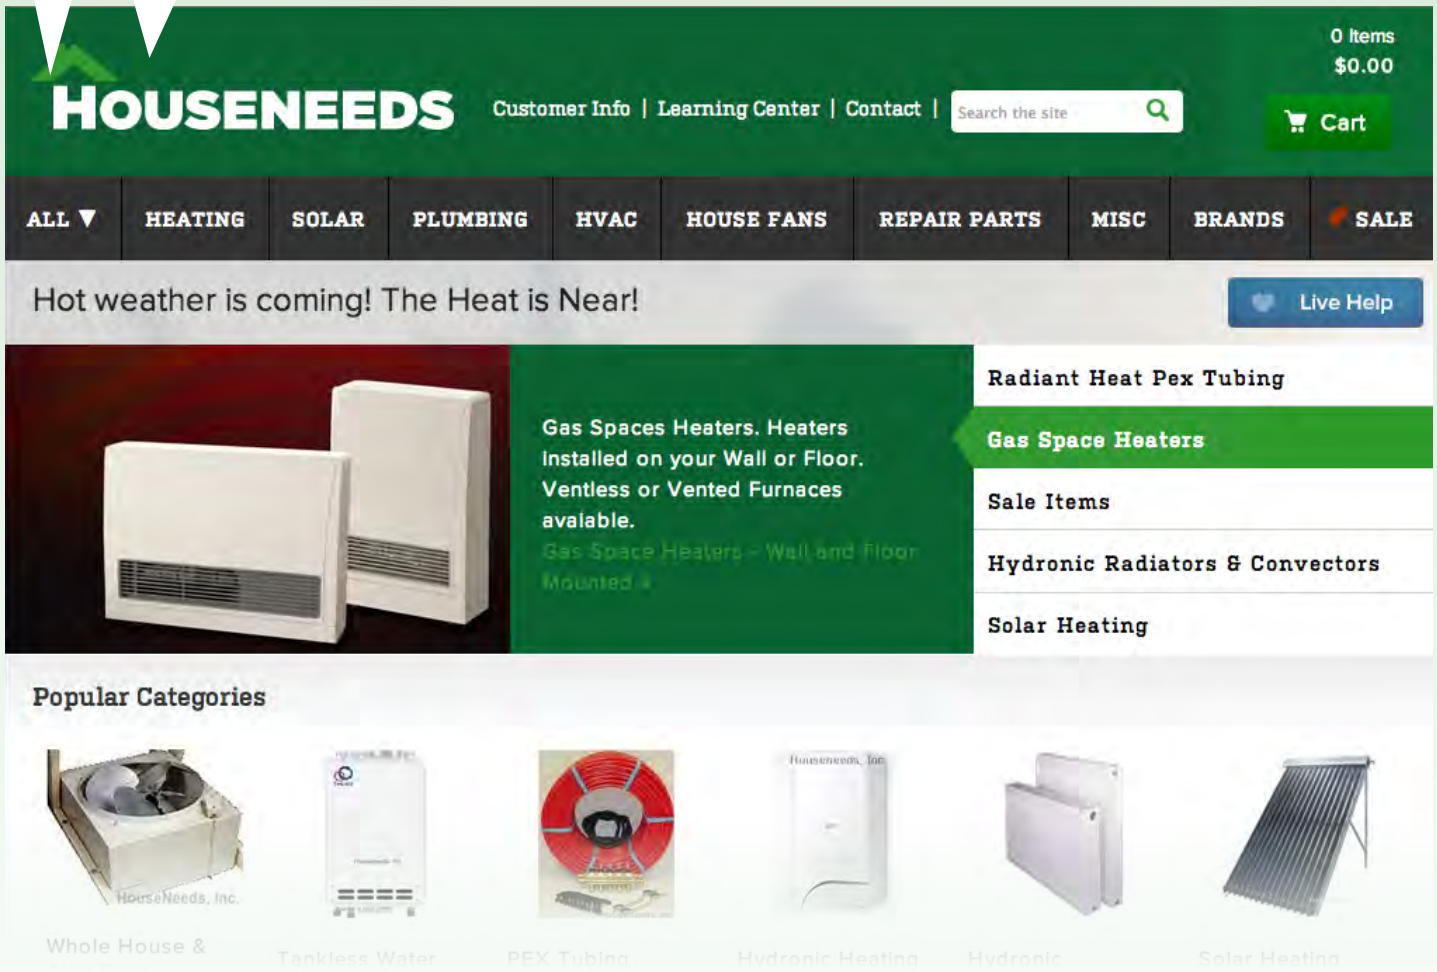 0 Items
$0.00
HOUSENEEDS
Customer Info | Learning Center | Contact |
Search the site
Cart
ALL ▼
HEATING
SOLAR
PLUMBING
HVAC
HOUSE FANS
REPAIR PARTS
MISC
BRANDS
SALE
Hot weather is coming! The Heat is Near!
Live Help
Gas Spaces Heaters. Heaters
installed on your Wall or Floor.
Ventless or Vented Furnaces
avaiable.
Gas Space Heaters - Wall and Floor
Mounted »
Radiant Heat Pex Tubing
Gas Space Heaters
Sale Items
Hydronic Radiators & Convectors
Solar Heating
Popular Categories
HouseNeeds, Inc.
Houseneeds, Inc
Whole House &
Tankless Water
PEX Tubing
Hydronic Heating
Hydronic
Solar Heating